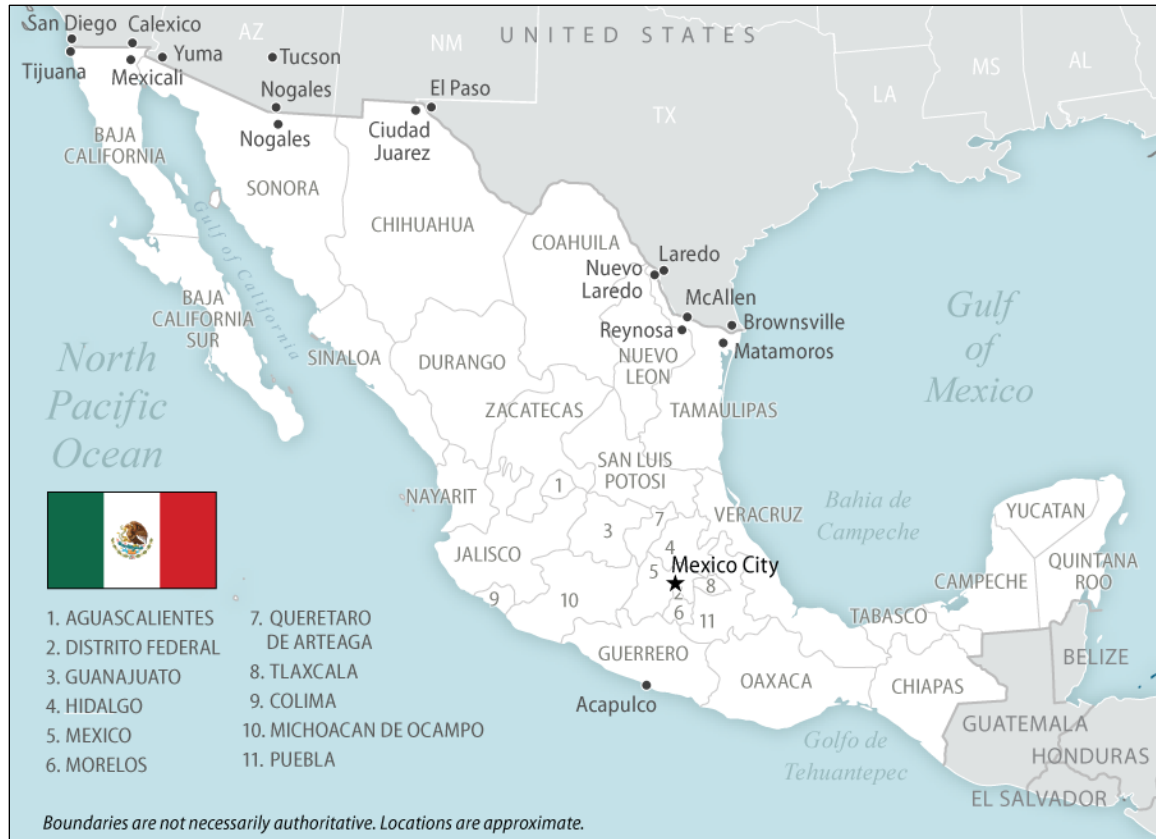 San Diego
Calexico
AZ
NM
UNITED STATES
MS
AL
Tijuana
Mexicali
Yuma
Tucson
LA
Nogales
El Paso
TX
Nogales
Ciudad
Juarez
BAJA
CALIFORNIA
SONORA
CHIHUAHUA
COAHUILA
Gulf of California
Laredo
Nuevo
Laredo
McAllen
BAJA
CALIFORNIA
SUR
Reynosa
Brownsville
Matamoros
Gulf
of
Mexico
North
Pacific
Ocean
SINALOA
DURANGO
NUEVO
LEON
ZACATECAS
TAMAULIPAS
SAN LUIS
POTOSI
NAYARIT
1
VERACRUZ
Bahia de
Campeche
YUCATAN
3
7
4
JALISCO
5
Mexico City
CAMPECHE
QUINTANA
ROO
9
10
2
8
6
11
TABASCO
GUERRERO
OAXACA
CHIAPAS
BELIZE
Acapulco
Golfo de
Tehuantepec
GUATEMALA
HONDURAS
EL SALVADOR
1. AGUASCALIENTES
2. DISTRITO FEDERAL
3. GUANAJUATO
4. HIDALGO
5. MEXICO
6. MORELOS
7. QUERETARO
DE ARTEAGA
8. TLAXCALA
9. COLIMA
10. MICHOACAN DE OCAMPO
11. PUEBLA
Boundaries are not necessarily authoritative. Locations are approximate.